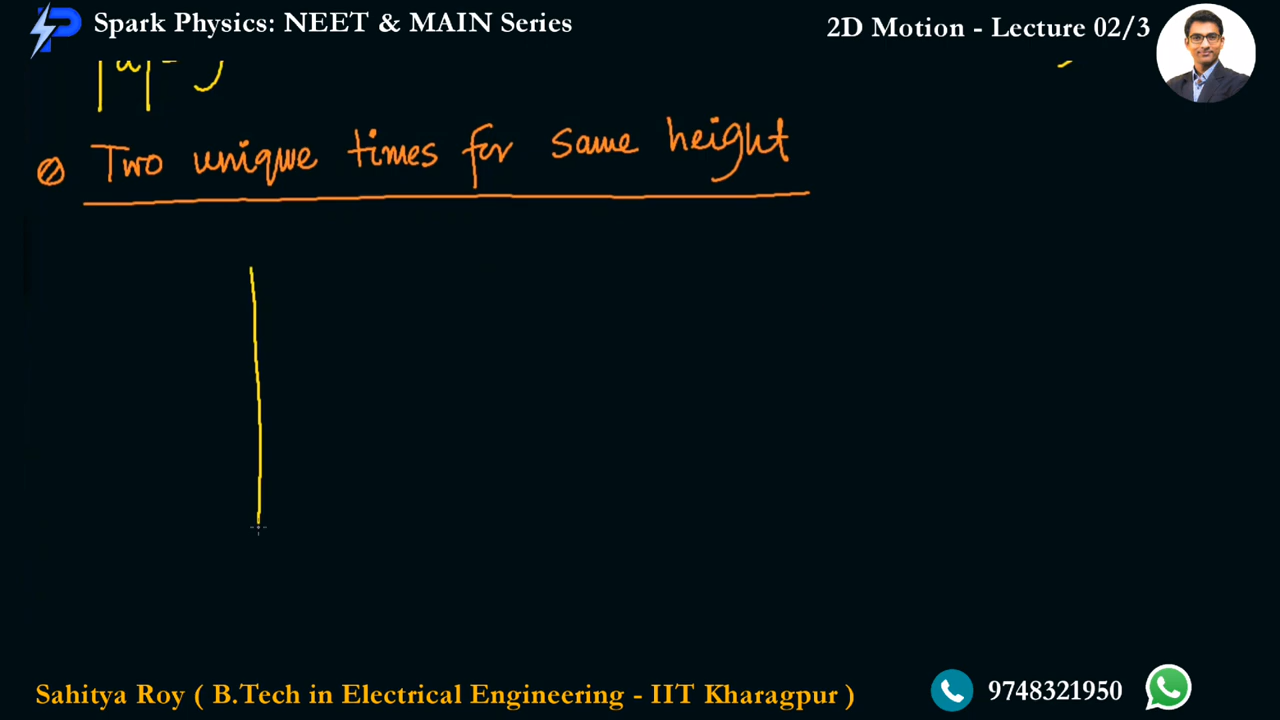 Spark Physics: NEET & MAIN Series
2D Motion - Lecture 02/3
Two unique times for same height
Sahitya Roy ( B.Tech in Electrical Engineering - IIT Kharagpur )
9748321950